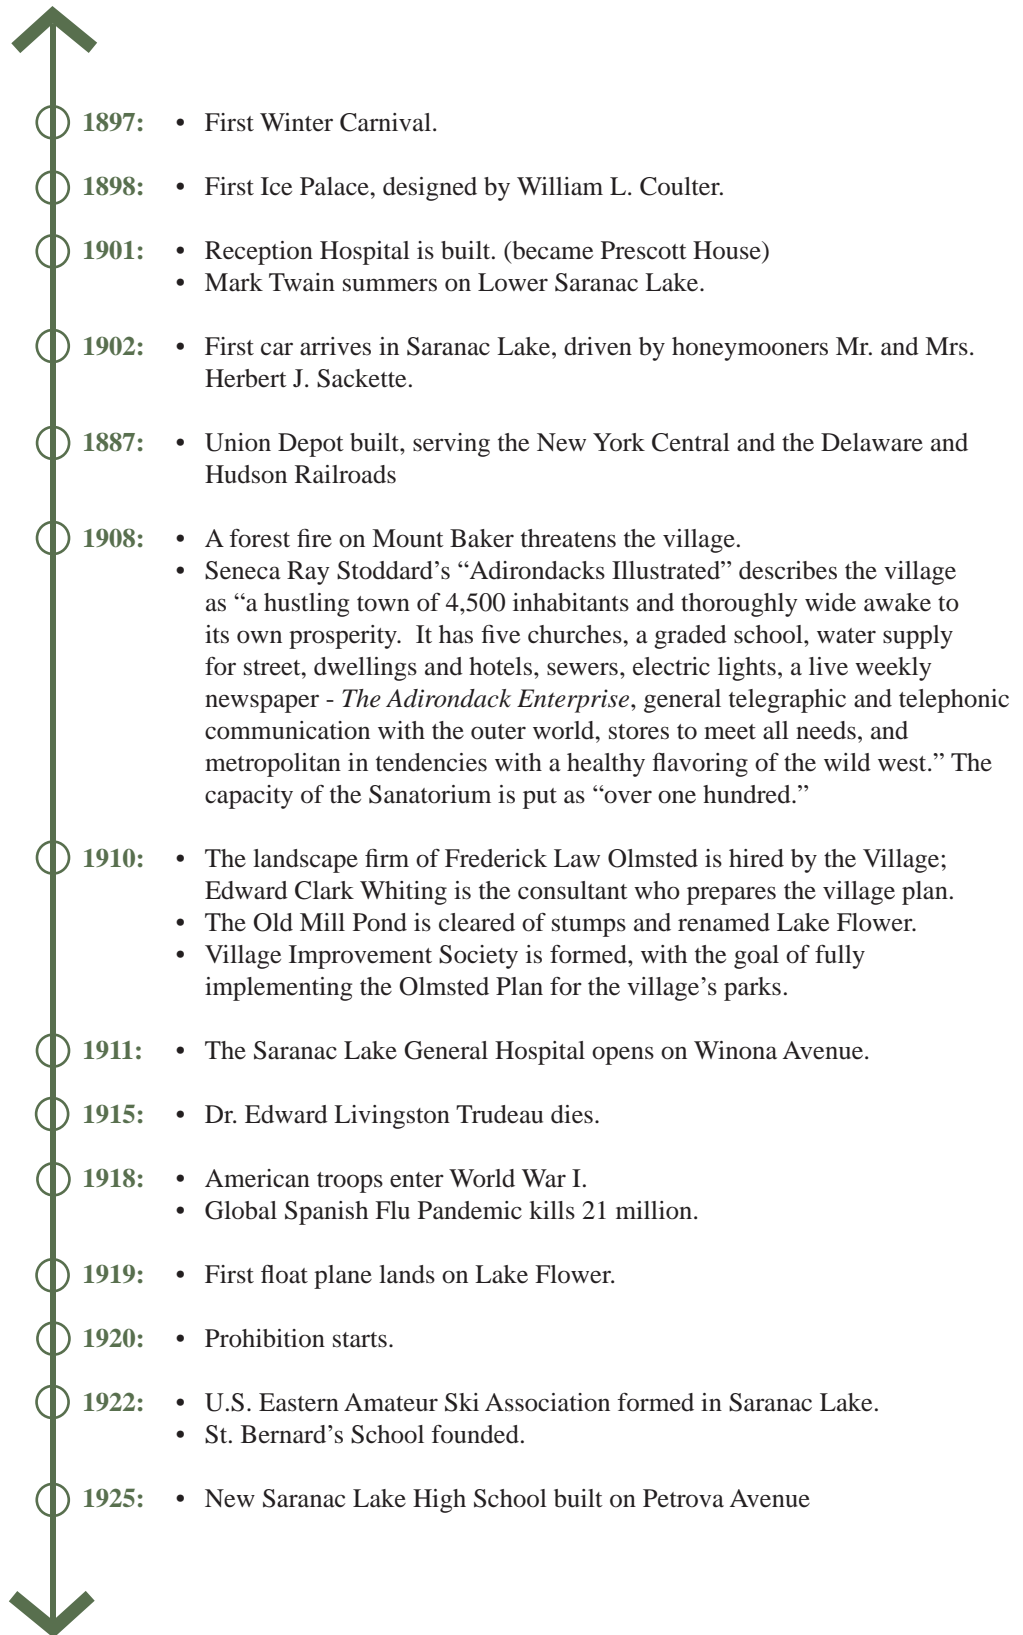 1897: • First Winter Carnival.
1898: • First Ice Palace, designed by William L. Coulter.
1901: • Reception Hospital is built. (became Prescott House)
• Mark Twain summers on Lower Saranac Lake.
1902: • First car arrives in Saranac Lake, driven by honeymooners Mr. and Mrs.
Herbert J. Sackette.
1887: • Union Depot built, serving the New York Central and the Delaware and
Hudson Railroads
1908: • A forest fire on Mount Baker threatens the village.
• Seneca Ray Stoddard’s “Adirondacks Illustrated” describes the village
as “a hustling town of 4,500 inhabitants and thoroughly wide awake to
its own prosperity.  It has five churches, a graded school, water supply
for street, dwellings and hotels, sewers, electric lights, a live weekly
newspaper - The Adirondack Enterprise, general telegraphic and telephonic
communication with the outer world, stores to meet all needs, and
metropolitan in tendencies with a healthy flavoring of the wild west.” The
capacity of the Sanatorium is put as “over one hundred.”
1910: • The landscape firm of Frederick Law Olmsted is hired by the Village;
Edward Clark Whiting is the consultant who prepares the village plan.
• The Old Mill Pond is cleared of stumps and renamed Lake Flower.
• Village Improvement Society is formed, with the goal of fully
implementing the Olmsted Plan for the village’s parks.
1911: • The Saranac Lake General Hospital opens on Winona Avenue.
1915: • Dr. Edward Livingston Trudeau dies.
1918: • American troops enter World War I.
• Global Spanish Flu Pandemic kills 21 million.
1919: • First float plane lands on Lake Flower.
1920: • Prohibition starts.
1922: • U.S. Eastern Amateur Ski Association formed in Saranac Lake.
• St. Bernard’s School founded.
1925: • New Saranac Lake High School built on Petrova Avenue